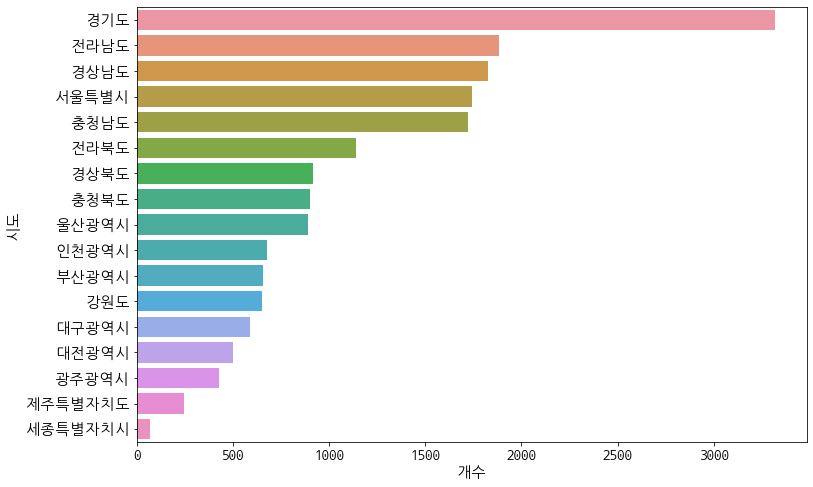 경기도
전라남도
경상남도
서울특별시
충청남도
전라북도
경상북도
충청북도
울산광역시
인천광역시
부산광역시
강원도
대구광역시
대전광역시
광주광역시
제주특별자치도
세종특별자치시
시도
0 500 1000 1500 2000 2500 3000
개수